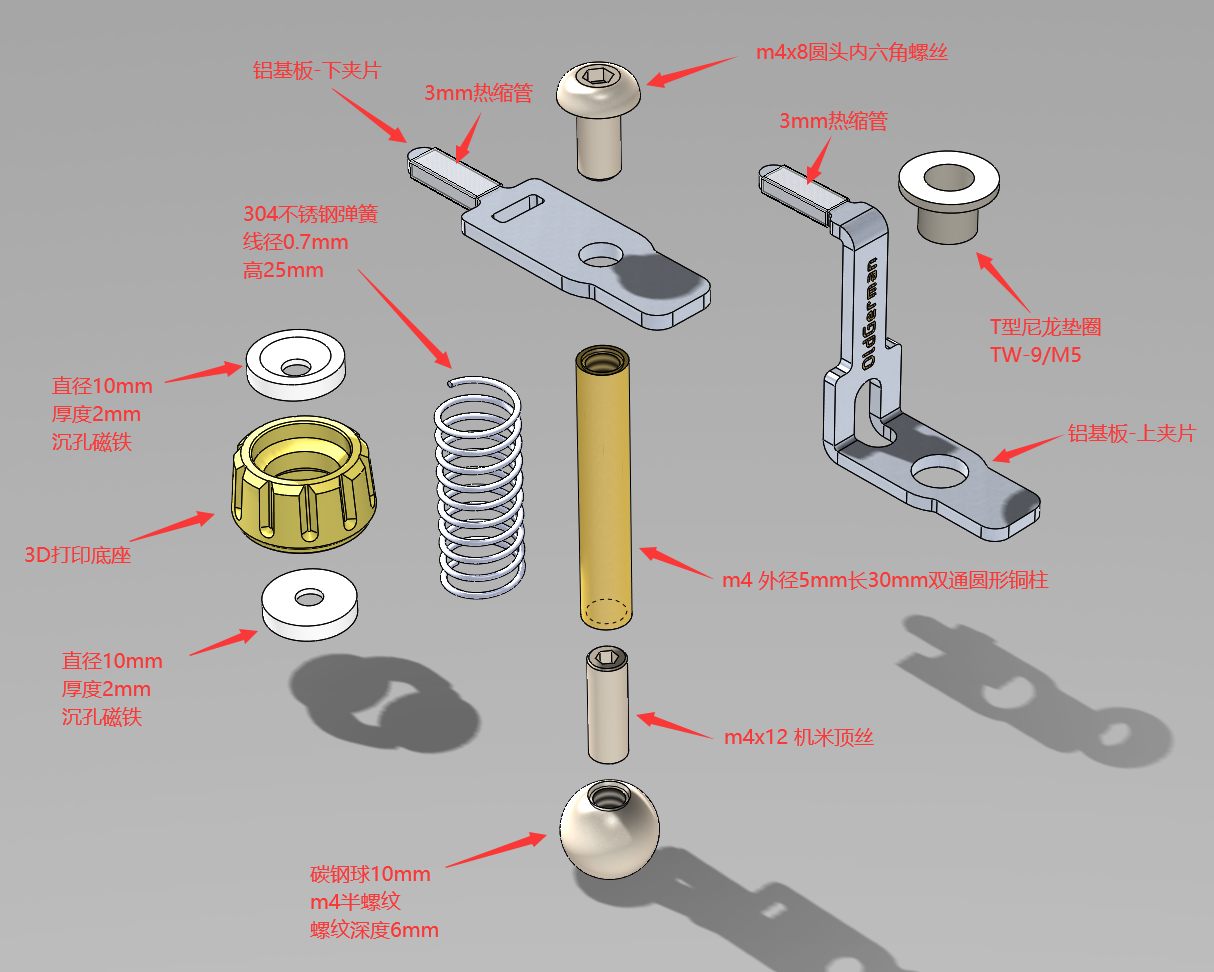 m4x8圆头内六角螺丝
铝基板-下夹片
3mm热缩管
3mm热缩管
304不锈钢弹簧
线径0.7mm
高25mm
OldGerman
T型尼龙垫圈
TW-9/M5
直径10mm
厚度2mm
沉孔磁铁
铝基板-上夹片
3D打印底座
m4 外径5mm长30mm双通圆形铜柱
直径10mm
厚度2mm
沉孔磁铁
m4x12 机米顶丝
碳钢球10mm
m4半螺纹
螺纹深度6mm